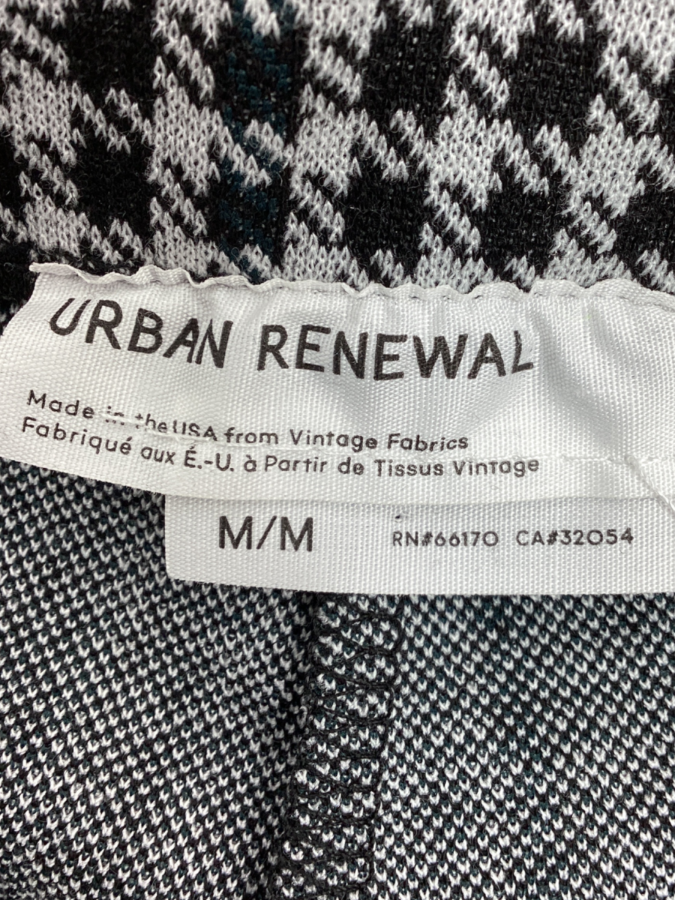 URBAN RENEWAL
Made in the USA from Vintage Fabrics
Fabriqué aux É.-U. à Partir de Tissus Vintage
M/M RN#66170 CA#32054